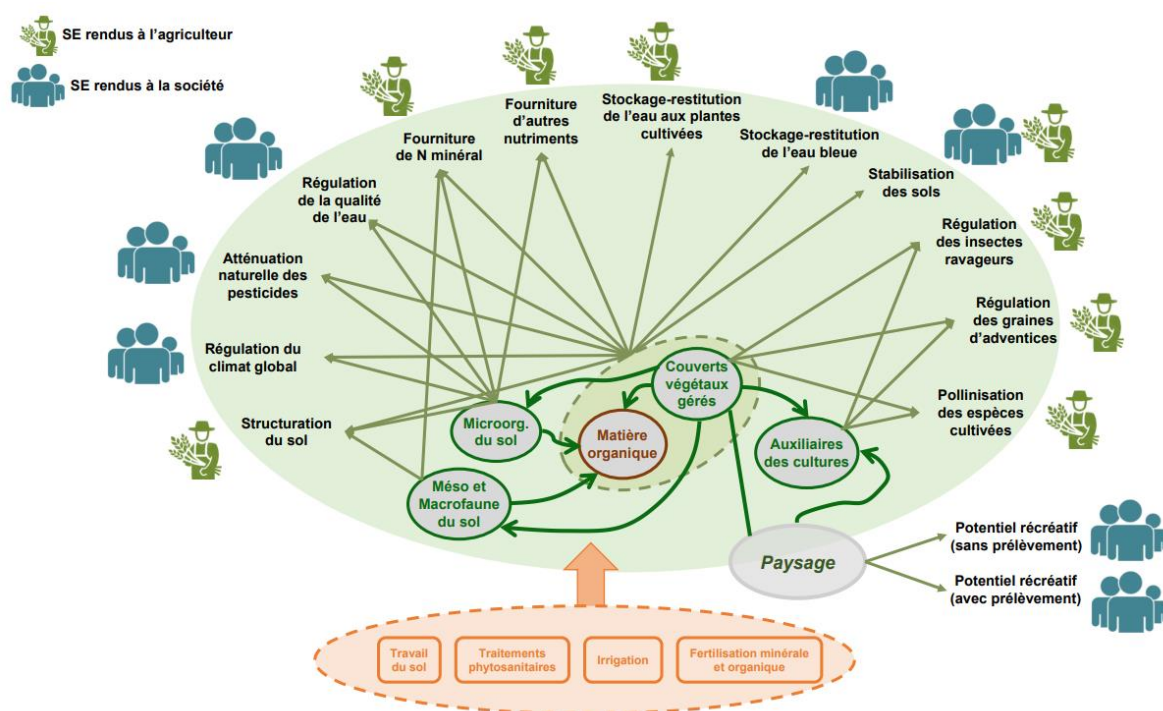 SE rendus à l'agriculteur
SE rendus à la société
Fourniture
de N minéral
Fourniture
d'autres
nutriments
Stockage-restitution
de l'eau aux plantes
cultivées
Stockage-restitution
de l'eau bleue
Stabilisation
des sols
Régulation
de la qualité
de l'eau
Régulation
des insectes
ravageurs
Atténuation
naturelle des
pesticides
Régulation
des graines
d'adventices
Régulation du
climat global
Pollinisation
des espèces
cultivées
Structuration
du sol
Couverts
végétaux
gérés
Microorg.
du sol
Matière
organique
Auxiliaires
des cultures
Méso et
Macrofaune
du sol
Paysage
Potentiel récréatif
(sans prélèvement)
Potentiel récréatif
(avec prélèvement)
Travail
du sol
Traitements
phytosanitaires
Irrigation
Fertilisation minérale
et organique